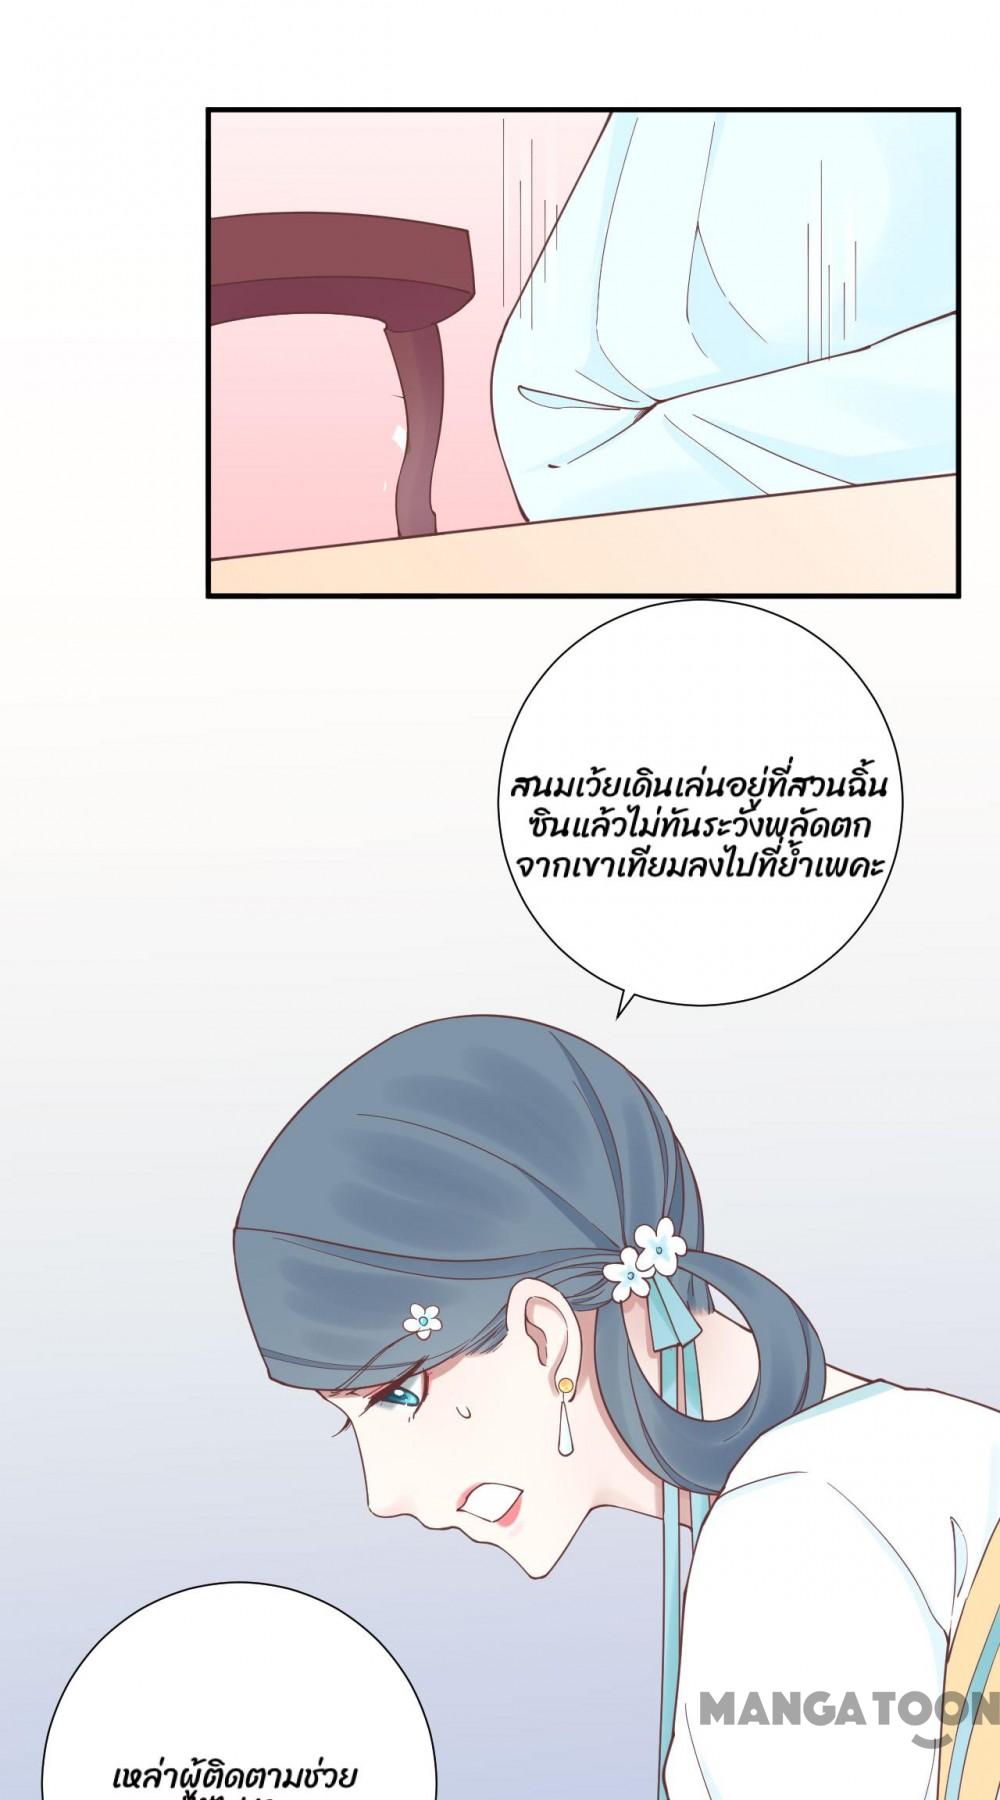 สนมเว้ยเดินเล่นอยู่ที่สวนฉิ้น
ซินแล้วไม่ทันระวังพลัดตก
จากเขาเทียมลงไปที่ย้ำเพคะ
MANGATOON
เหล่าผู้ติดตามช่วย